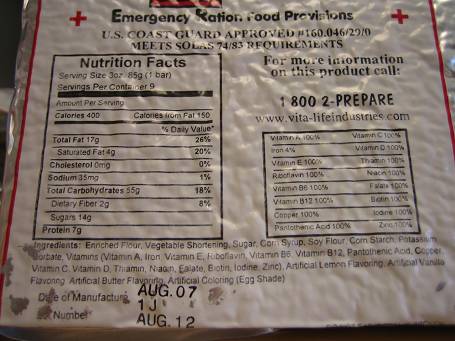 Emergency Ration Food Provisions
U.S. COAST GUARD APPROVED #160.046/29/0
MEETS SOLAS 74/83 REQUIREMENTS
Nutrition Facts
Serving Size 3oz. 85g (1 bar)
Servings Per Container 9
Amount Per Serving
Calories 400 Calories from Fat 150
% Daily Value*
Total Fat 17g 26%
Saturated Fat 4g 20%
Cholesterol 0mg 0%
Sodium 35mg 1%
Total Carbohydrates 55g 18%
Dietary Fiber 2g 8%
Sugars 14g
Protein 7g
For more information
on this product call:
1 800 2-PREPARE
www.vita-lifeindustries.com
Vitamin A 100% Vitamin C 100%
Iron 4% Vitamin D 100%
Vitamin E 100% Thiamin 100%
Riboflavin 100% Niacin 100%
Vitamin B6 100% Falate 100%
Vitamin B12 100% Biotin 100%
Copper 100% Iodine 100%
Pantothenic Acid 100% Zinc 100%
Ingredients: Enriched Flour, Vegetable Shortening, Sugar, Corn Syrup, Soy Flour, Corn Starch, Potassium
Sorbate, Vitamins (Vitamin A, Iron, Vitamin E, Riboflavin, Vitamin B6, Vitamin B12, Pantothenic Acid, Copper
Vitamin C, Vitamin D, Thiamin, Niacin, Falate, Biotin, Iodine, Zinc), Artificial Lemon Flavoring, Artificial Vanilla
Flavoring, Artifical Butter Flavoring, Artificial Coloring (Egg Shade)
Date of Manufacture AUG.07
Number 1J
AUG.12